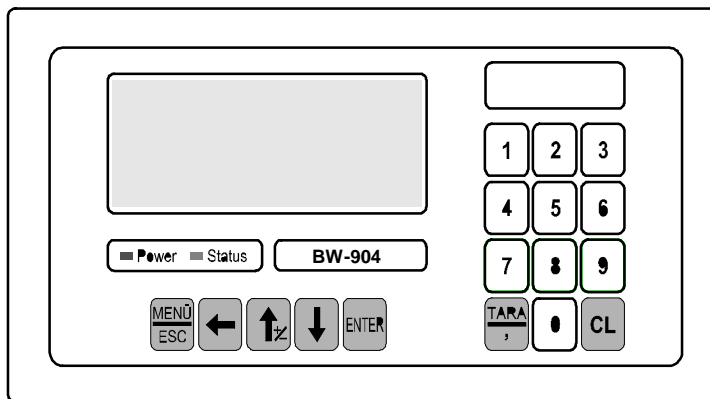 1 2 3
4 5 6
Power Status BW-904
7 8 9
MENÜ
ESC
+/- ENTER
TARA
,
0 CL